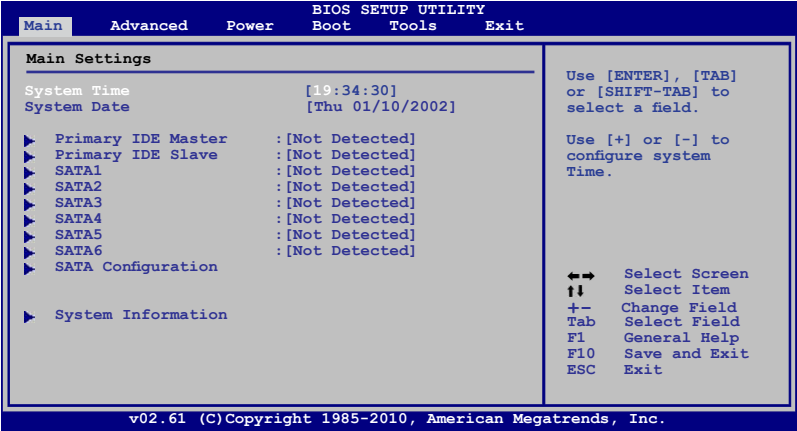 BIOS SETUP UTILITY
Main Advanced Power Boot Tools Exit
Main Settings
System Time [19:34:30]
System Date [Thu 01/10/2002]
Primary IDE Master :[Not Detected]
Primary IDE Slave :[Not Detected]
SATA1 :[Not Detected]
SATA2 :[Not Detected]
SATA3 :[Not Detected]
SATA4 :[Not Detected]
SATA5 :[Not Detected]
SATA6 :[Not Detected]
SATA Configuration
System Information
Use [ENTER], [TAB]
or [SHIFT-TAB] to
select a field.
Use [+] or [-] to
configure system
Time.
←→ Select Screen
↑↓ Select Item
+- Change Field
Tab Select Field
F1 General Help
F10 Save and Exit
ESC Exit
v02.61 (C)Copyright 1985-2010, American Megatrends, Inc.